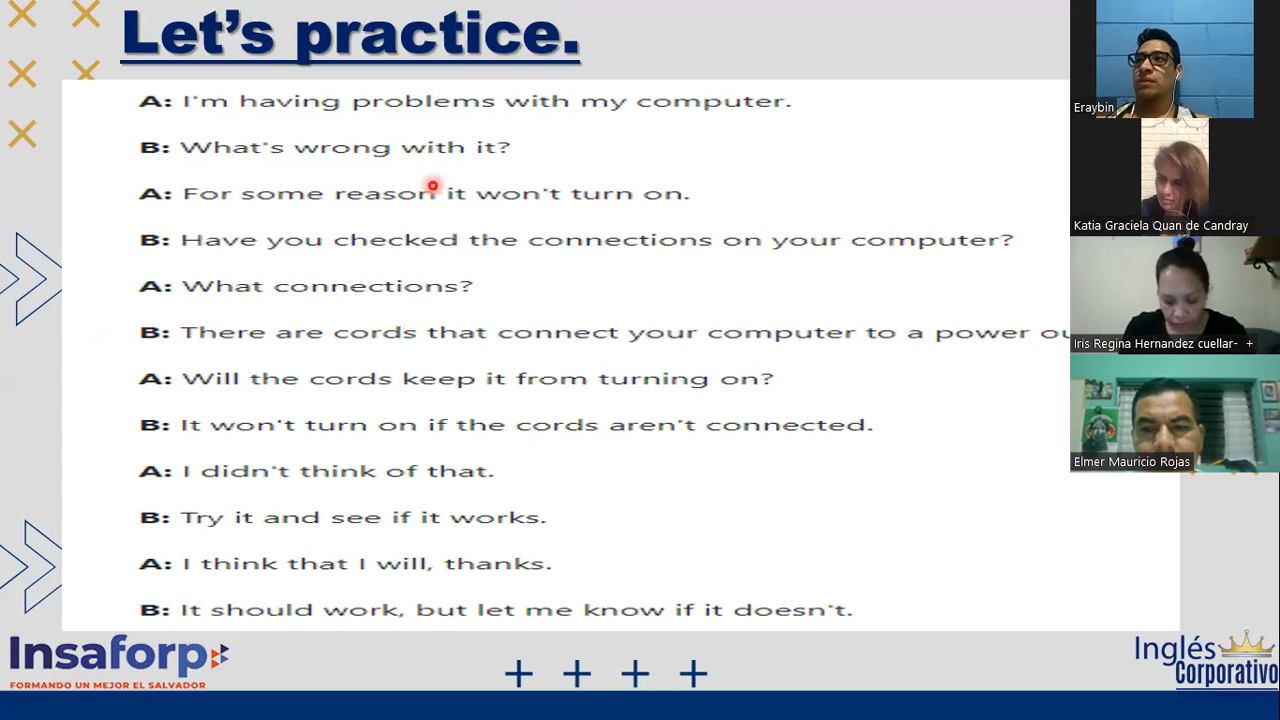 Let's practice.
A: I'm having problems with my computer.
B: What's wrong with it?
A: For some reason it won't turn on.
B: Have you checked the connections on your computer?
A: What connections?
B: There are cords that connect your computer to a power
A: Will the cords keep it from turning on?
B: It won't turn on if the cords aren't connected.
A: I didn't think of that.
B: Try it and see if it works.
A: I think that I will, thanks.
B: It should work, but let me know if it doesn't.
Eraybin
Katia Graciela Quan de Candray
Iris Regina Hernandez cuellar- +
Elmer Mauricio Rojas
Insaforp
FORMANDO UN MEJOR EL SALVADOR
Inglés
Corporativo